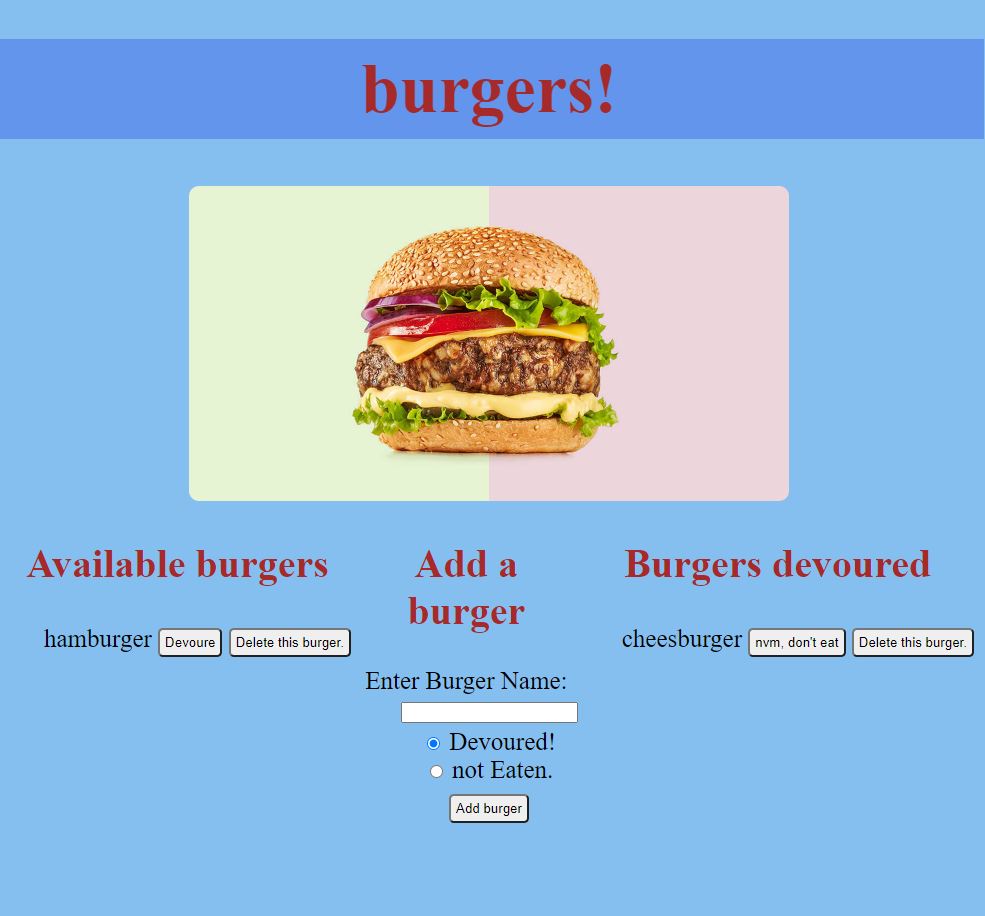 burgers!
Available burgers
hamburger Devoure Delete this burger.
Add a
burger
Enter Burger Name:
Devoured!
not Eaten.
Add burger
Burgers devoured
cheesburger nvm, don't eat Delete this burger.